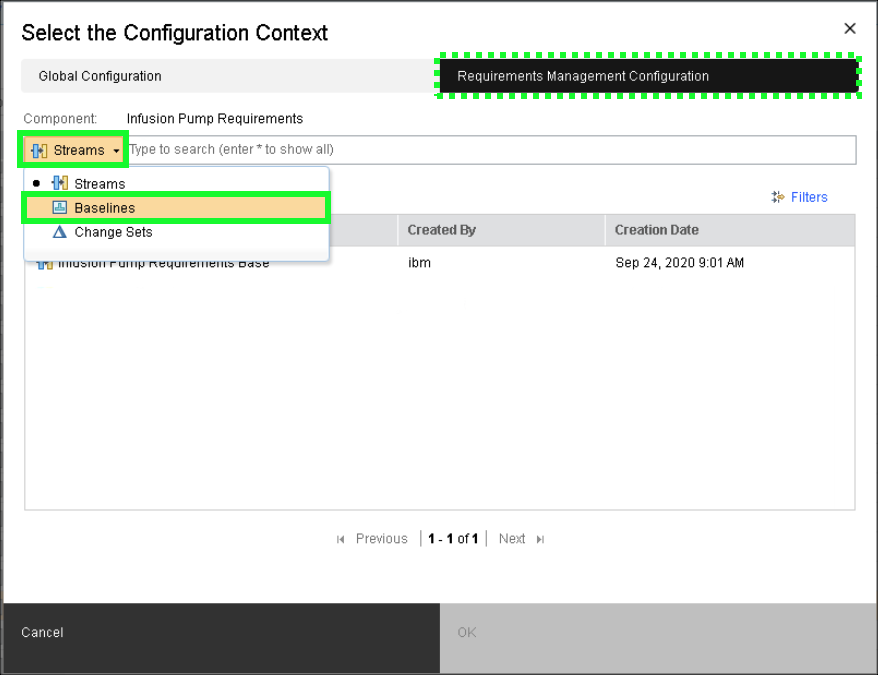 Select the Configuration Context
Global Configuration
Requirements Management Configuration
Component: Infusion Pump Requirements
Streams Type to search (enter * to show all)
Streams
Baselines
Change Sets
Filters
Created By Creation Date
Infusion Pump Requirements Base ibm Sep 24, 2020 9:01 AM
Previous 1 - 1 of 1 Next
Cancel OK